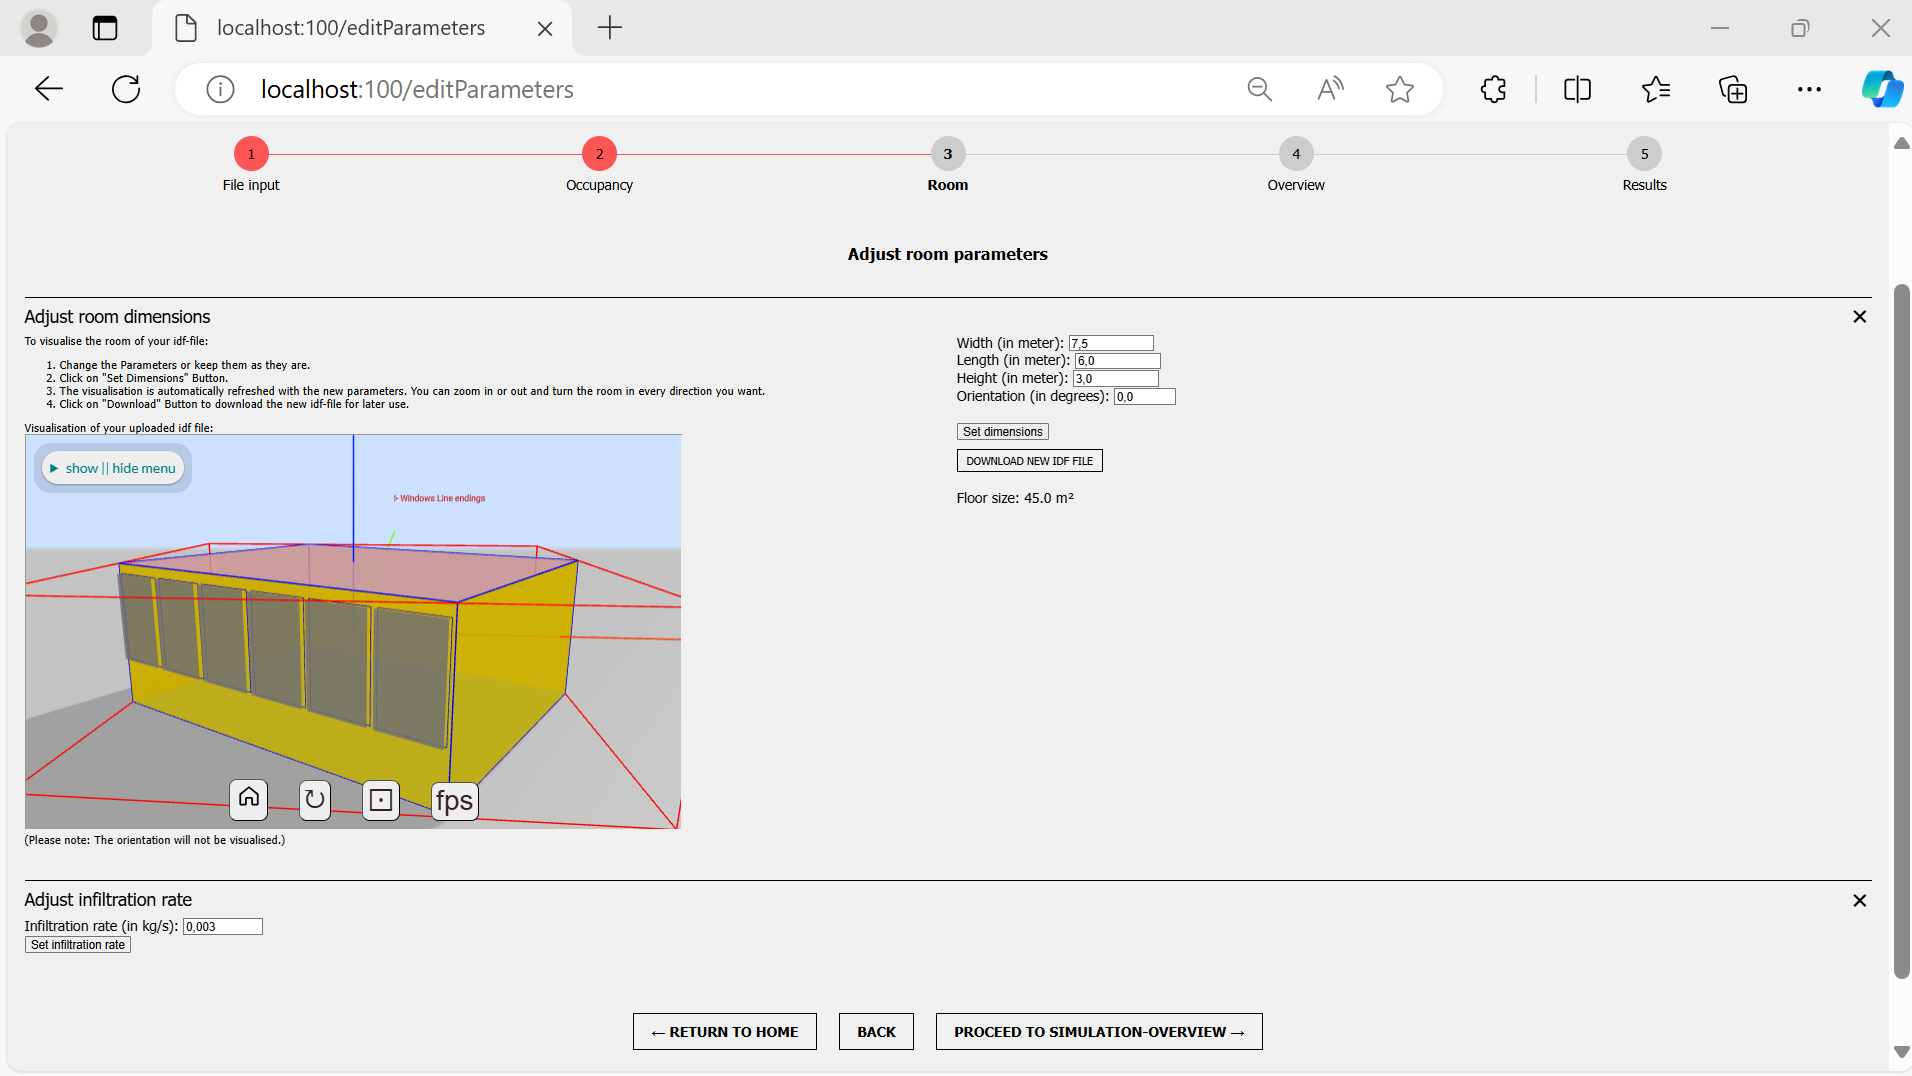 localhost:100/editParameters
localhost:100/editParameters
1 2 3 4 5
File input Occupancy Room Overview Results
Adjust room parameters
Adjust room dimensions
To visualise the room of your idf-file:
1. Change the Parameters or keep them as they are.
2. Click on "Set Dimensions" Button.
3. The visualisation is automatically refreshed with the new parameters. You can zoom in or out and turn the room in every direction you want.
4. Click on "Download" Button to download the new idf-file for later use.
Visualisation of your uploaded idf file:
show || hide menu
Windows Line endings
fps
(Please note: The orientation will not be visualised.)
Width (in meter): 7,5
Length (in meter): 6,0
Height (in meter): 3,0
Orientation (in degrees): 0,0
Set dimensions
DOWNLOAD NEW IDF FILE
Floor size: 45.0 m²
Adjust infiltration rate
Infiltration rate (in kg/s): 0,003
Set infiltration rate
← RETURN TO HOME BACK PROCEED TO SIMULATION-OVERVIEW →